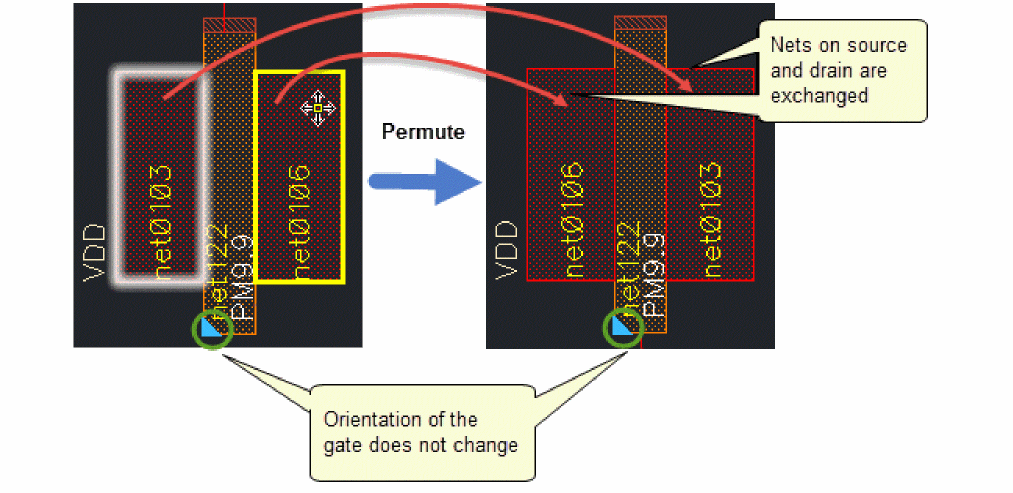 Nets on source
and drain are
exchanged
Permute
VDD
net0103
net122
PM9.9
net0106
VDD
net0106
net122
PM9.9
net0103
Orientation of the
gate does not change